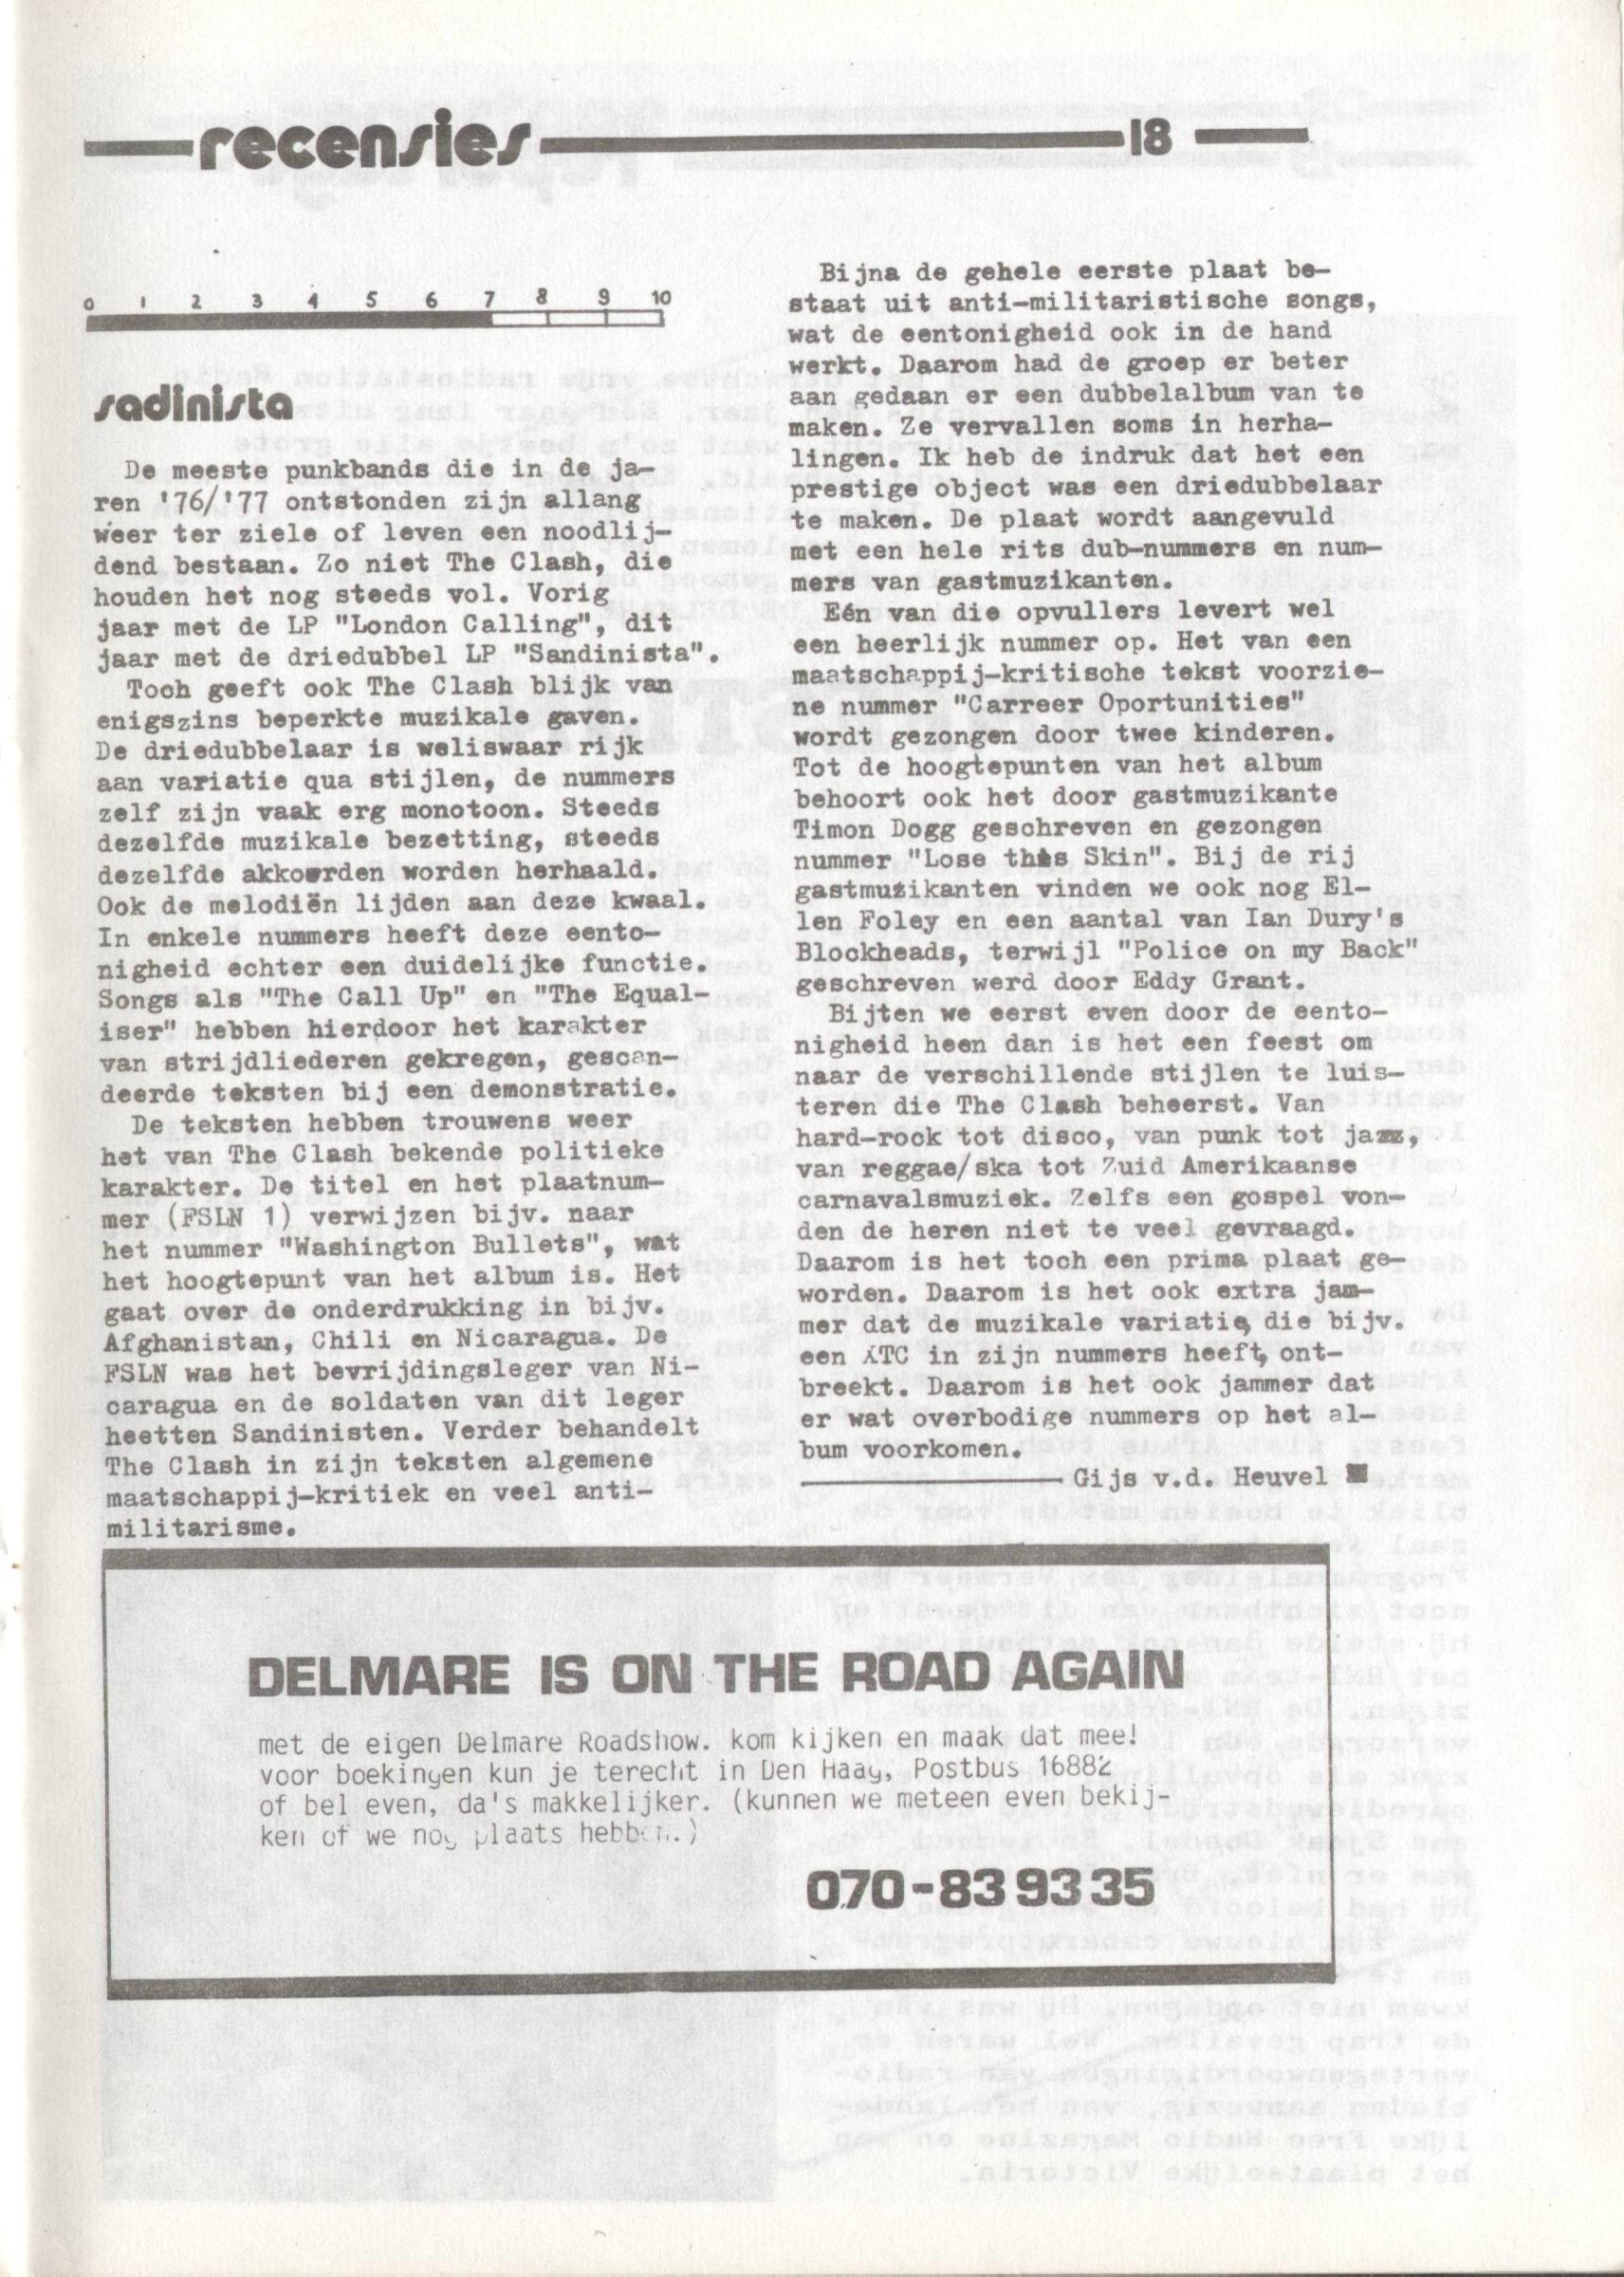 recensies 18
0 1 2 3 4 5 6 7 8 9 10
sadinista
De meeste punkbands die in de ja-
ren '76/'77 ontstonden zijn allang
weer ter ziele of leven een noodlij-
dend bestaan. Zo niet The Clash, die
houden het nog steeds vol. Vorig
jaar met de LP "London Calling", dit
jaar met de driedubbel LP "Sandinista".
Toch geeft ook The Clash blijk van
enigszins beperkte muzikale gaven.
De driedubbelaar is weliswaar rijk
aan variatie qua stijlen, de nummers
zelf zijn vaak erg monotoon. Steeds
dezelfde muzikale bezetting, steeds
dezelfde akkoorden worden herhaald.
Ook de melodiën lijden aan deze kwaal.
In enkele nummers heeft deze eento-
nigheid echter een duidelijke functie.
Songs als "The Call Up" en "The Equal-
iser" hebben hierdoor het karakter
van strijdliederen gekregen, gescan-
deerde teksten bij een demonstratie.
De teksten hebben trouwens weer
het van The Clash bekende politieke
karakter. De titel en het plaatnum-
mer (FSLN 1) verwijzen bijv. naar
het nummer "Washington Bullets", wat
het hoogtepunt van het album is. Het
gaat over de onderdrukking in bijv.
Afghanistan, Chili en Nicaragua. De
FSLN was het bevrijdingsleger van Ni-
caragua en de soldaten van dit leger
heetten Sandinisten. Verder behandelt
The Clash in zijn teksten algemene
maatschappij-kritiek en veel anti-
militarisme.
Bijna de gehele eerste plaat be-
staat uit anti-militaristische songs,
wat de eentonigheid ook in de hand
werkt. Daarom had de groep er beter
aan gedaan er een dubbelalbum van te
maken. Ze vervallen soms in herha-
lingen. Ik heb de indruk dat het een
prestige object was een driedubbelaar
te maken. De plaat wordt aangevuld
met een hele rits dub-nummers en num-
mers van gastmuzikanten.
Eén van die opvullers levert wel
een heerlijk nummer op. Het van een
maatschappij-kritische tekst voorzie-
ne nummer "Carreer Oportunities"
wordt gezongen door twee kinderen.
Tot de hoogtepunten van het album
behoort ook het door gastmuzikante
Timon Dogg geschreven en gezongen
nummer "Lose this Skin". Bij de rij
gastmuzikanten vinden we ook nog El-
len Foley en een aantal van Ian Dury's
Blockheads, terwijl "Police on my Back"
geschreven werd door Eddy Grant.
Bijten we eerst even door de eento-
nigheid heen dan is het een feest om
naar de verschillende stijlen te luis-
teren die The Clash beheerst. Van
hard-rock tot disco, van punk tot jazz,
van reggae/ska tot Zuid Amerikaanse
carnavalsmuziek. Zelfs een gospel von-
den de heren niet te veel gevraagd.
Daarom is het toch een prima plaat ge-
worden. Daarom is het ook extra jam-
mer dat de muzikale variatie, die bijv.
een XTC in zijn nummers heeft, ont-
breekt. Daarom is het ook jammer dat
er wat overbodige nummers op het al-
bum voorkomen.
Gijs v.d. Heuvel
DELMARE IS ON THE ROAD AGAIN
met de eigen Delmare Roadshow. kom kijken en maak dat mee!
voor boekingen kun je terecht in Den Haag, Postbus 16882
of bel even, da's makkelijker. (kunnen we meteen even bekij-
ken of we nog plaats hebben.)
070-83 93 35